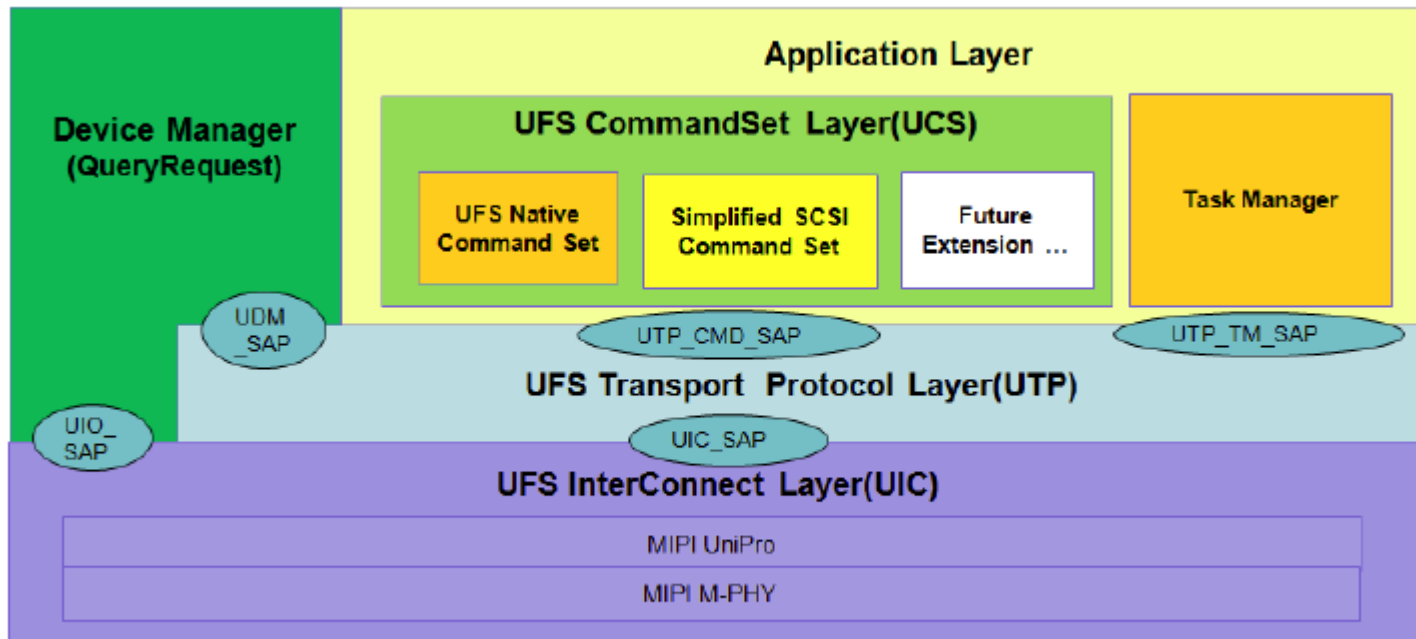 Application Layer
Device Manager
(QueryRequest)
UFS CommandSet Layer(UCS)
UFS Native
Command Set
Simplified SCSI
Command Set
Future
Extension ...
Task Manager
UDM
_SAP
UTP_CMD_SAP
UTP_TM_SAP
UFS Transport Protocol Layer(UTP)
UIO_
SAP
UIC_SAP
UFS InterConnect Layer(UIC)
MIPI UniPro
MIPI M-PHY